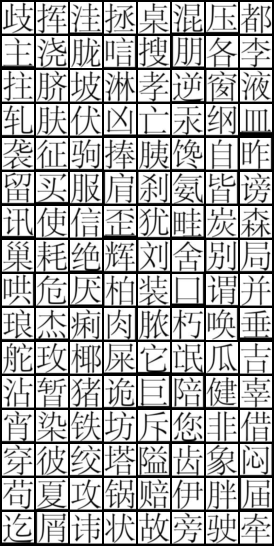 歧挥洼拯桌混压都
主浇胧唁搜朋各李
拄脐坡淋孝逆窗液
轧肤伏凶亡汞纲皿
袭征驹捧胰馋自昨
留买服肩刹氨皆谤
讯使信歪犹畦炭森
巢耗绝辉刘舍别局
哄危厌柏装口谓并
琅杰痢肉脓朽唤垂
舵玫椰屎它氓瓜吉
沾暂猪诡巨陪健辜
宵染铁坊斥您非借
穿彼绞塔隘齿象闷
苟夏攻锅赔伊胖届
迄屑讳状故旁驶牵